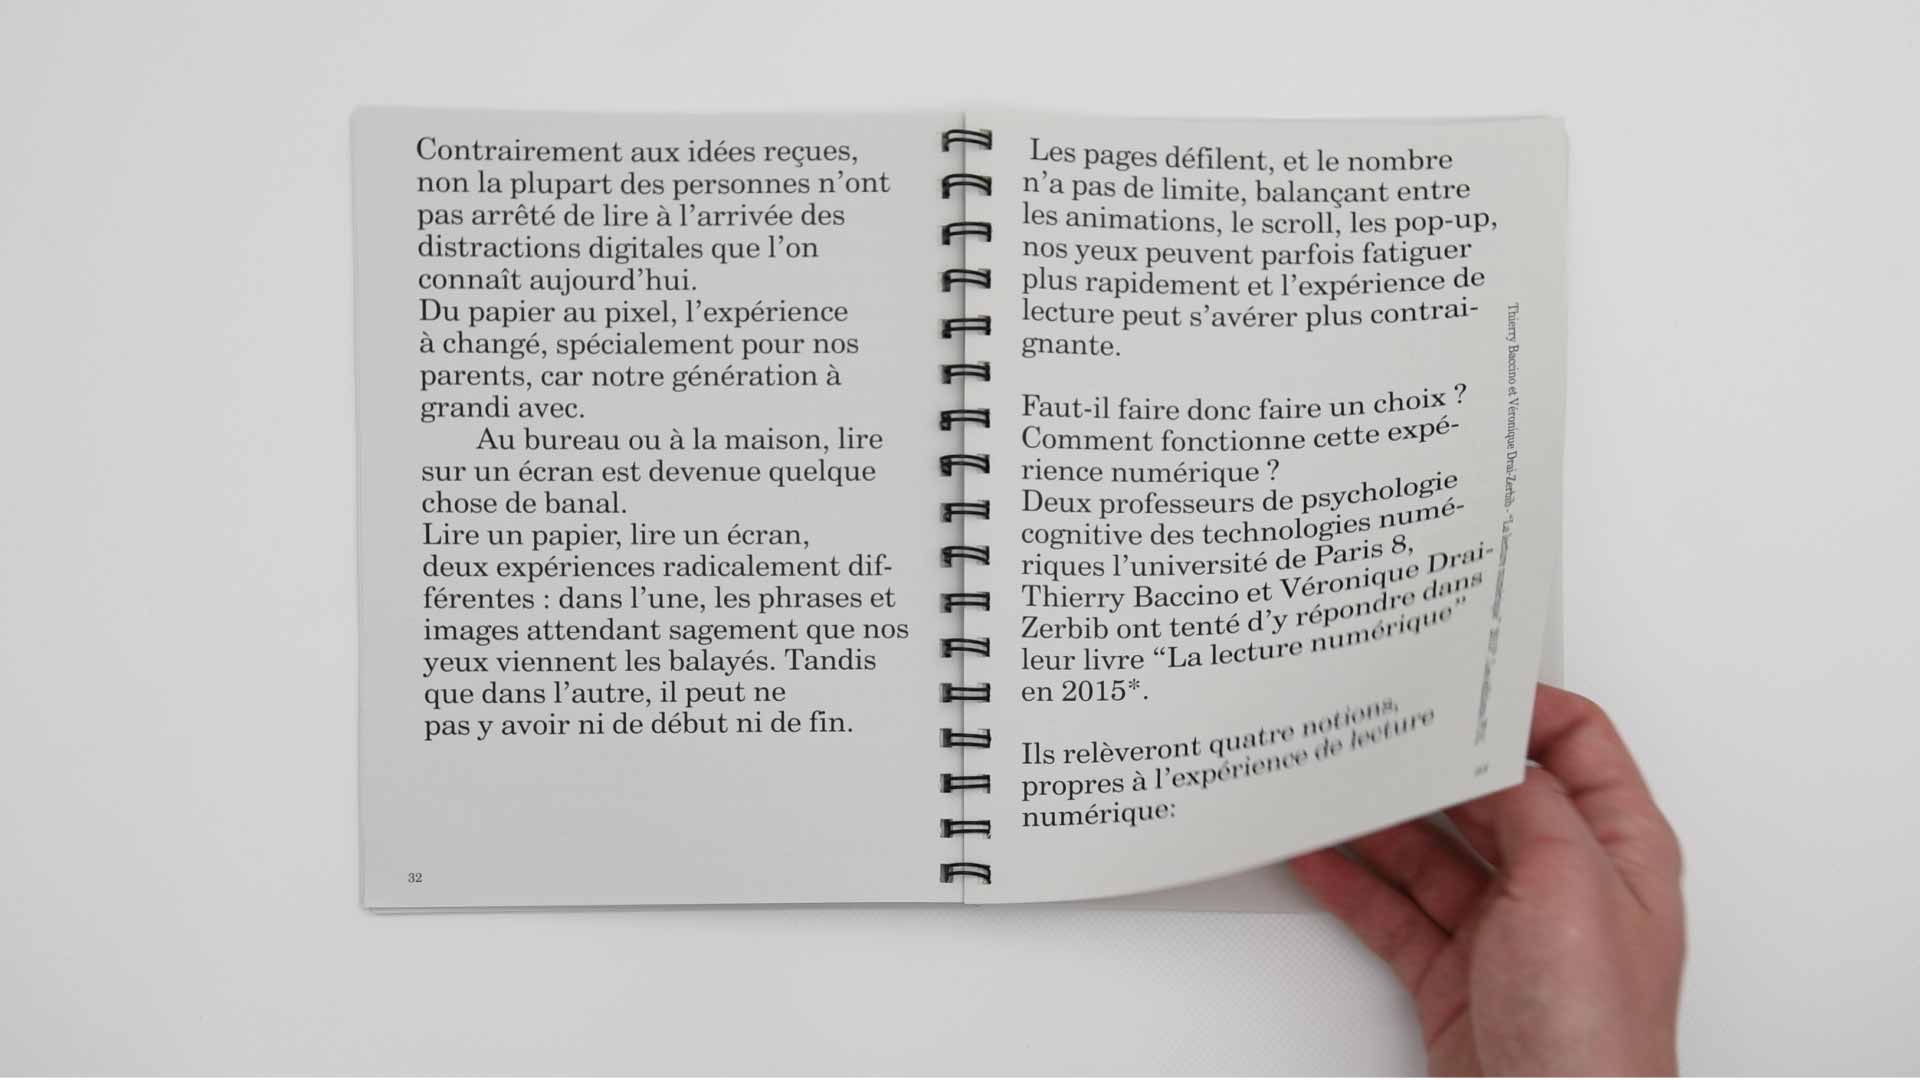 Contrairement aux idées reçues,
non la plupart des personnes n’ont
pas arrêté de lire à l’arrivée des
distractions digitales que l’on
connaît aujourd’hui.
Du papier au pixel, l’expérience
à changé, spécialement pour nos
parents, car notre génération à
grandi avec.
Au bureau ou à la maison, lire
sur un écran est devenue quelque
chose de banal.
Lire un papier, lire un écran,
deux expériences radicalement dif-
férentes : dans l’une, les phrases et
images attendant sagement que nos
yeux viennent les balayés. Tandis
que dans l’autre, il peut ne
pas y avoir ni de début ni de fin.
32
Les pages défilent, et le nombre
n’a pas de limite, balançant entre
les animations, le scroll, les pop-up,
nos yeux peuvent parfois fatiguer
plus rapidement et l’expérience de
lecture peut s’avérer plus contrai-
gnante.
Faut-il faire donc faire un choix ?
Comment fonctionne cette expé-
rience numérique ?
Deux professeurs de psychologie
cognitive des technologies numé-
riques l’université de Paris 8,
Thierry Baccino et Véronique Drai-
Zerbib ont tenté d’y répondre dans
leur livre “La lecture numérique”
en 2015*.
Ils relèveront quatre notions,
propres à l’expérience de lecture
numérique:
Thierry Baccino et Véronique Drai-Zerbib - “La lecture numérique”